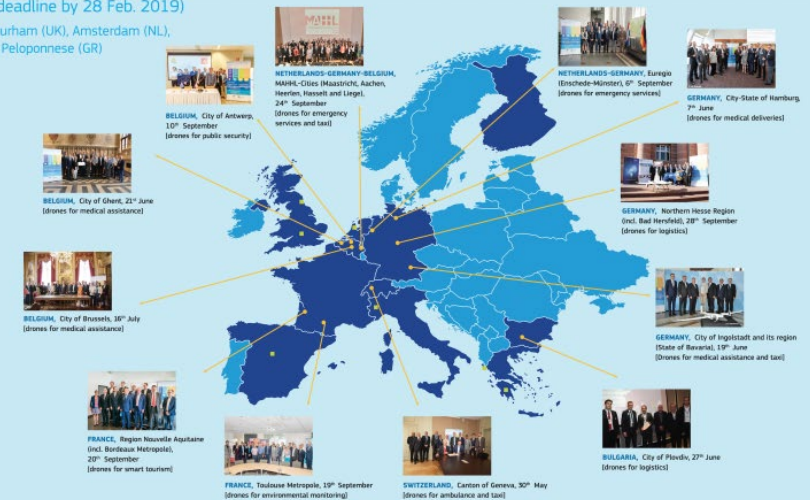 deadline by 28 Feb. 2019)
urham (UK), Amsterdam (NL),
Peloponnese (GR)
MAHHL
NETHERLANDS-GERMANY-BELGIUM,
MAHHL-Cities (Maastricht, Aachen,
Heerlen, Hasselt and Liege),
24th September
[drones for emergency
services and taxi]
NETHERLANDS-GERMANY, Euregio
(Enschede-Münster), 6th September
[drones for emergency services]
GERMANY, City-State of Hamburg,
7th June
[drones for medical deliveries]
BELGIUM, City of Antwerp,
10th September
[drones for public security]
BELGIUM, City of Ghent, 21st June
[drones for medical assistance]
GERMANY, Northern Hesse Region
(incl. Bad Hersfeld), 28th September
[drones for logistics]
BELGIUM, City of Brussels, 16th July
[drones for medical assistance]
GERMANY, City of Ingolstadt and its region
(State of Bavaria), 19th June
[Drones for medical assistance and taxi]
FRANCE, Region Nouvelle Aquitaine
(incl. Bordeaux Metropole),
20th September
[drones for smart tourism]
BULGARIA, City of Plovdiv, 27th June
[drones for logistics]
FRANCE, Toulouse Metropole, 19th September
[drones for environmental monitoring]
SWITZERLAND, Canton of Geneva, 30th May
[drones for ambulance and taxi]